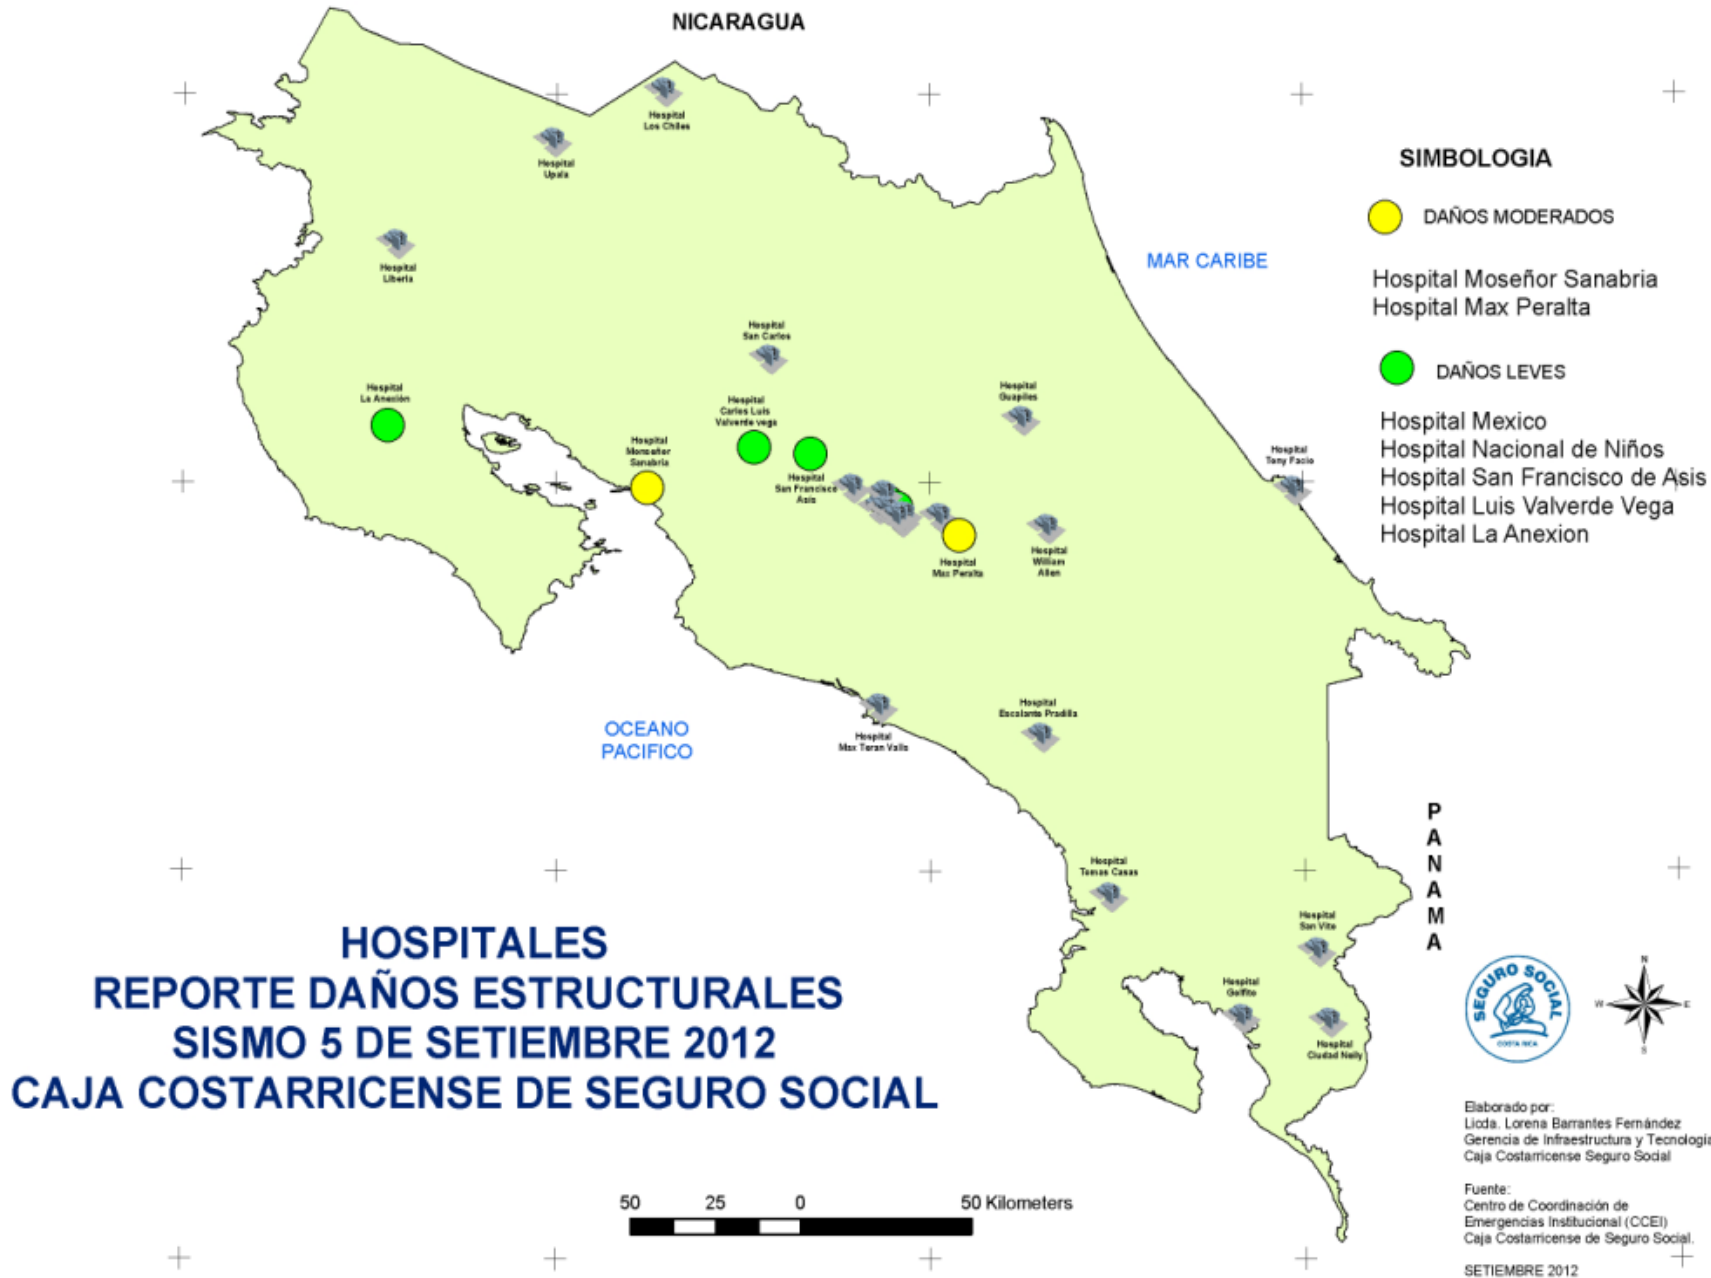 NICARAGUA
Hospital
Los Chiles
Hospital
Upala
SIMBOLOGIA
DAÑOS MODERADOS
Hospital Moseñor Sanabria
Hospital Max Peralta
DAÑOS LEVES
Hospital Mexico
Hospital Nacional de Niños
Hospital San Francisco de Asis
Hospital Luis Valverde Vega
Hospital La Anexion
MAR CARIBE
Hospital
Liberia
Hospital
San Carlos
Hospital
La Anexión
Hospital
Carlos Luis
Valverde vega
Hospital
Guapiles
Hospital
Monseñor
Sanabria
Hospital
San Francisco
Asis
Hospital
Tony Facio
Hospital
Max Peralta
Hospital
William
Allen
OCEANO
PACIFICO
Hospital
Max Teran Valls
Hospital
Escalante Pradilla
PANAMA
Hospital
Tomas Casas
Hospital
San Vito
Hospital
Golfito
Hospital
Ciudad Neily
HOSPITALES
REPORTE DAÑOS ESTRUCTURALES
SISMO 5 DE SETIEMBRE 2012
CAJA COSTARRICENSE DE SEGURO SOCIAL
SEGURO SOCIAL
COSTA RICA
N
W
E
S
50 25 0 50 Kilometers
Elaborado por:
Licda. Lorena Barrantes Fernández
Gerencia de Infraestructura y Tecnologia
Caja Costarricense Seguro Social
Fuente:
Centro de Coordinación de
Emergencias Institucional (CCEI)
Caja Costarricense de Seguro Social.
SETIEMBRE 2012